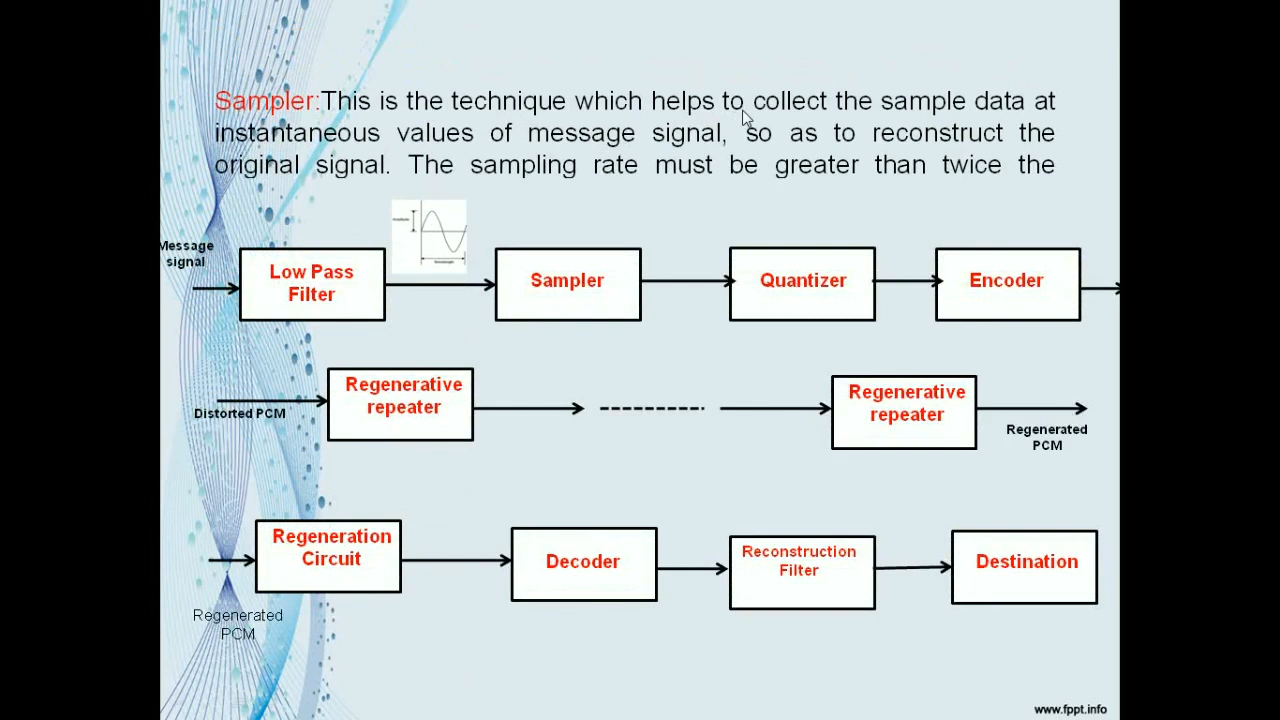 Sampler:This is the technique which helps to collect the sample data at
instantaneous values of message signal, so as to reconstruct the
original signal. The sampling rate must be greater than twice the
Message
signal
Low Pass
Filter
Sampler
Quantizer
Encoder
Distorted PCM
Regenerative
repeater
Regenerative
repeater
Regenerated
PCM
Regeneration
Circuit
Decoder
Reconstruction
Filter
Destination
Regenerated
PCM
www.fppt.info